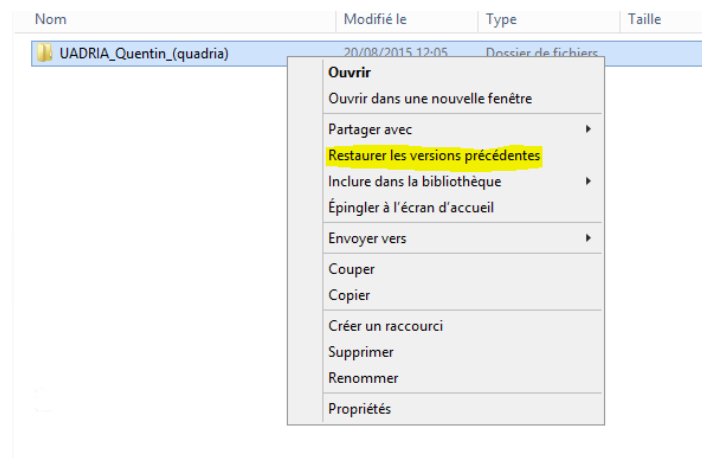 Nom Modifié le Type Taille
UADRIA_Quentin_(quadria) 20/08/2015 12:05 Dossier de fichiers
Ouvrir
Ouvrir dans une nouvelle fenêtre
Partager avec
Restaurer les versions précédentes
Inclure dans la bibliothèque
Épingler à l'écran d'accueil
Envoyer vers
Couper
Copier
Créer un raccourci
Supprimer
Renommer
Propriétés